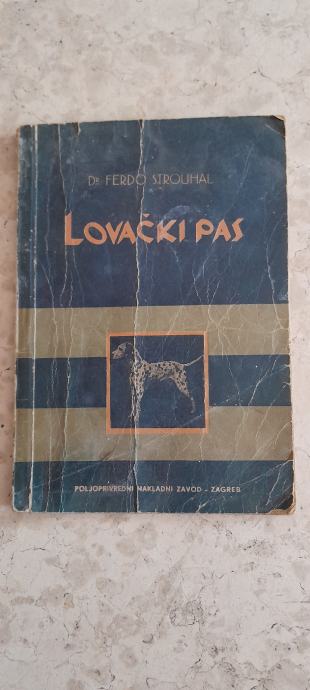 Dr FERDO STROUHAL
LOVAČKI PAS
POLJOPRIVREDNI NAKLADNI ZAVOD - ZAGREB